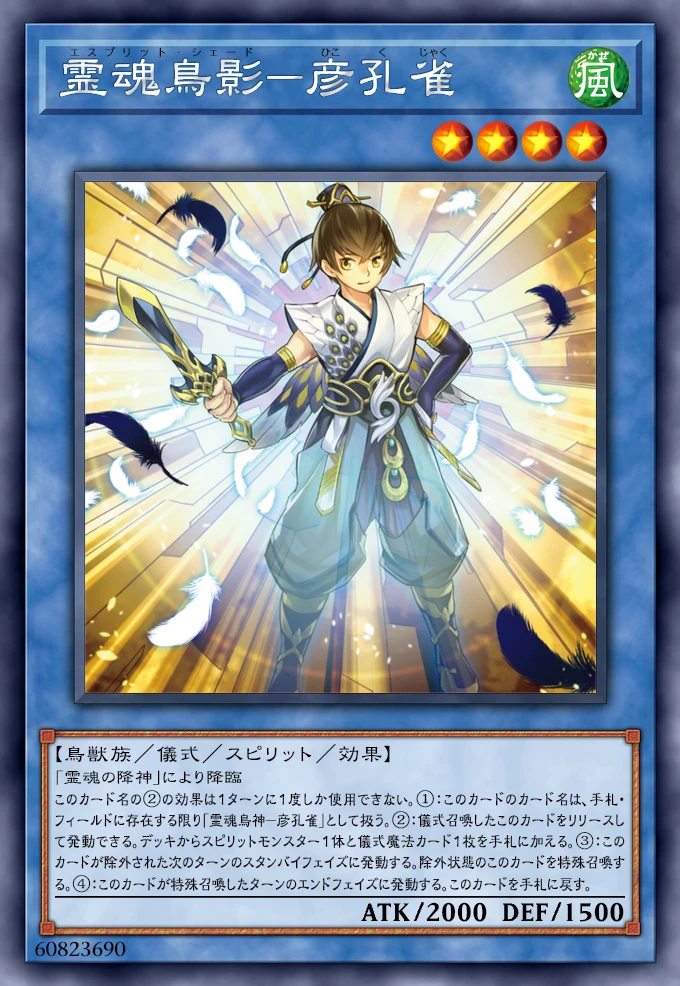 エスプリット・シェード ひこ く じゃく
霊魂鳥影－彦孔雀
かぜ
風
【鳥獣族／儀式／スピリット／効果】
「霊魂の降神」により降臨
このカード名の②の効果は1ターンに1度しか使用できない。①：このカードのカード名は、手札・
フィールドに存在する限り「霊魂鳥神－彦孔雀」として扱う。②：儀式召喚したこのカードをリリースし
て発動できる。デッキからスピリットモンスター1体と儀式魔法カード1枚を手札に加える。③：この
カードが除外された次のターンのスタンバイフェイズに発動する。除外状態のこのカードを特殊召喚す
る。④：このカードが特殊召喚したターンのエンドフェイズに発動する。このカードを手札に戻す。
ATK/2000 DEF/1500
60823690